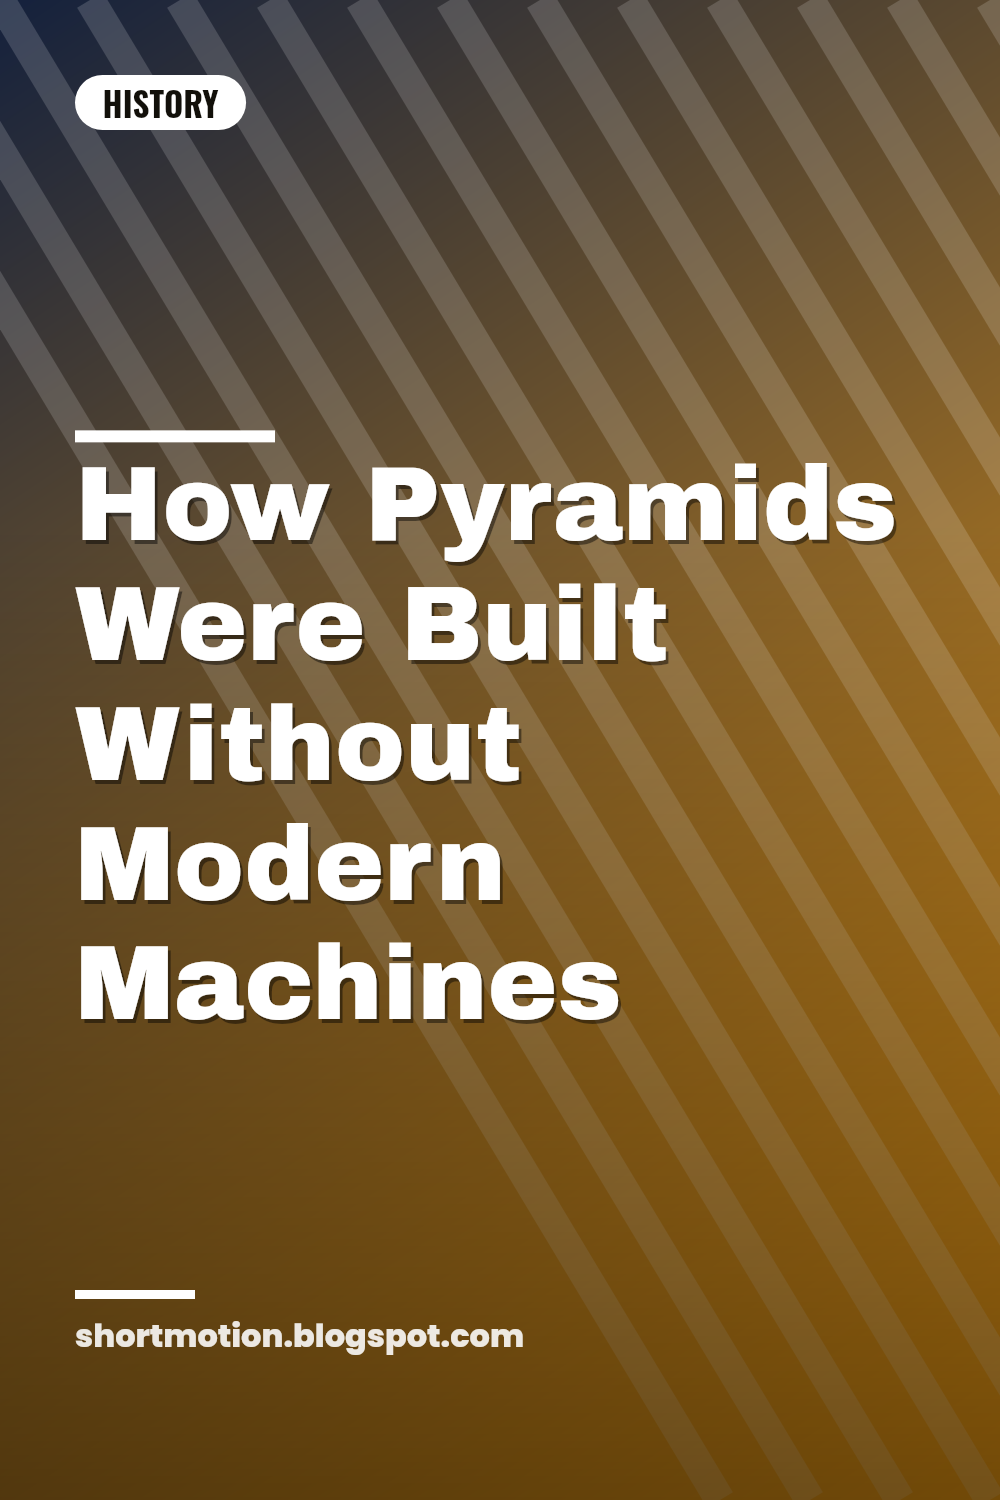 HISTORY
How Pyramids
Were Built
Without
Modern
Machines
shortmotion.blogspot.com